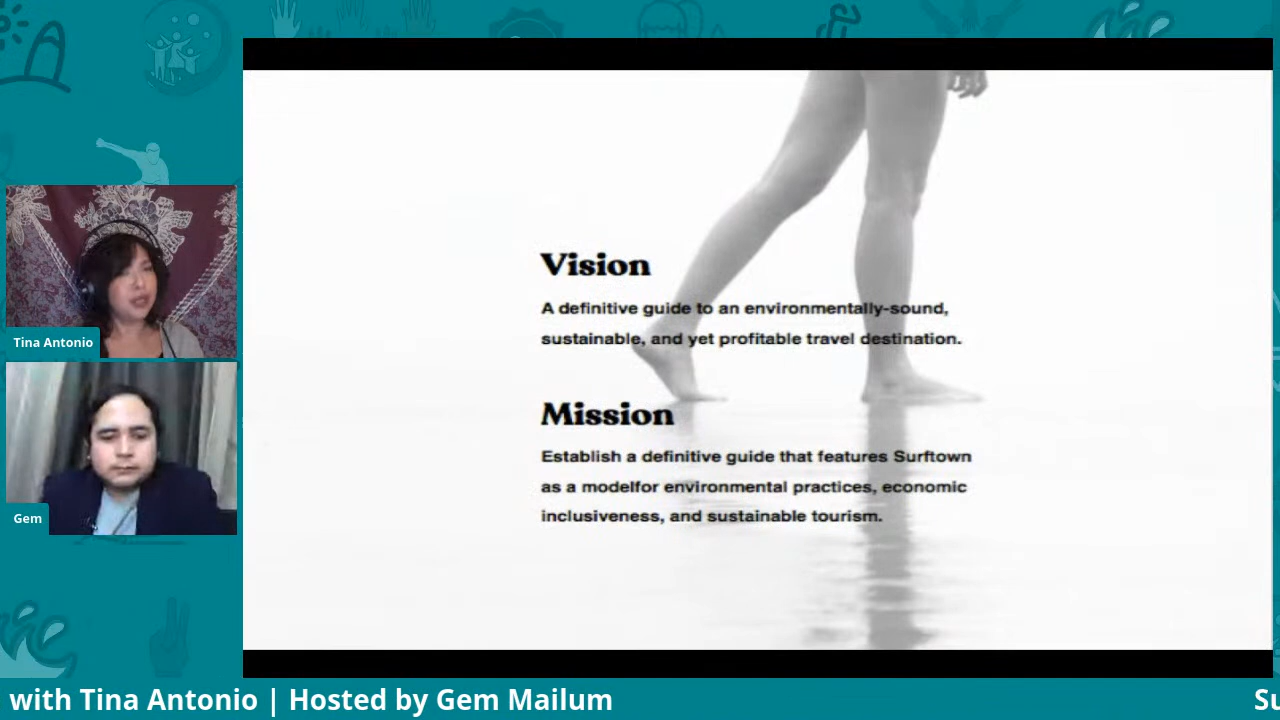 Vision
A definitive guide to an environmentally-sound,
sustainable, and yet profitable travel destination.
Mission
Establish a definitive guide that features Surftown
as a modelfor environmental practices, economic
inclusiveness, and sustainable tourism.
Tina Antonio
Gem
with Tina Antonio | Hosted by Gem Mailum
Su